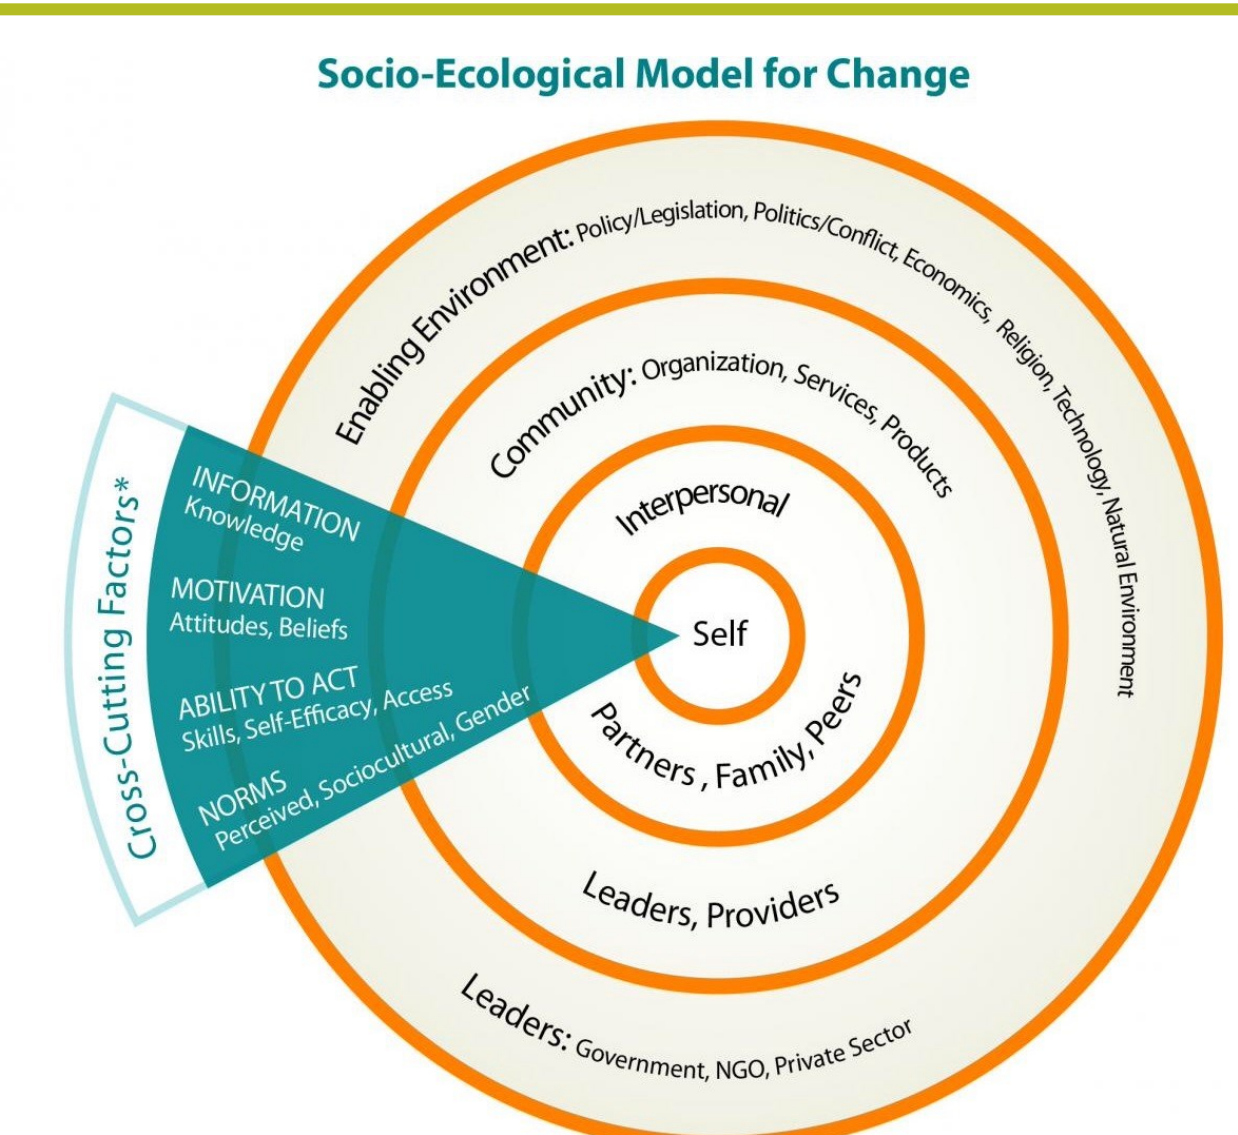 Socio-Ecological Model for Change
Enabling Environment: Policy/Legislation, Politics/Conflict, Economics, Religion, Technology, Natural Environment
Community: Organization, Services, Products
Interpersonal
Self
Partners , Family, Peers
Leaders, Providers
Leaders: Government, NGO, Private Sector
Cross-Cutting Factors*
INFORMATION
Knowledge
MOTIVATION
Attitudes, Beliefs
ABILITY TO ACT
Skills, Self-Efficacy, Access
NORMS
Perceived, Sociocultural, Gender